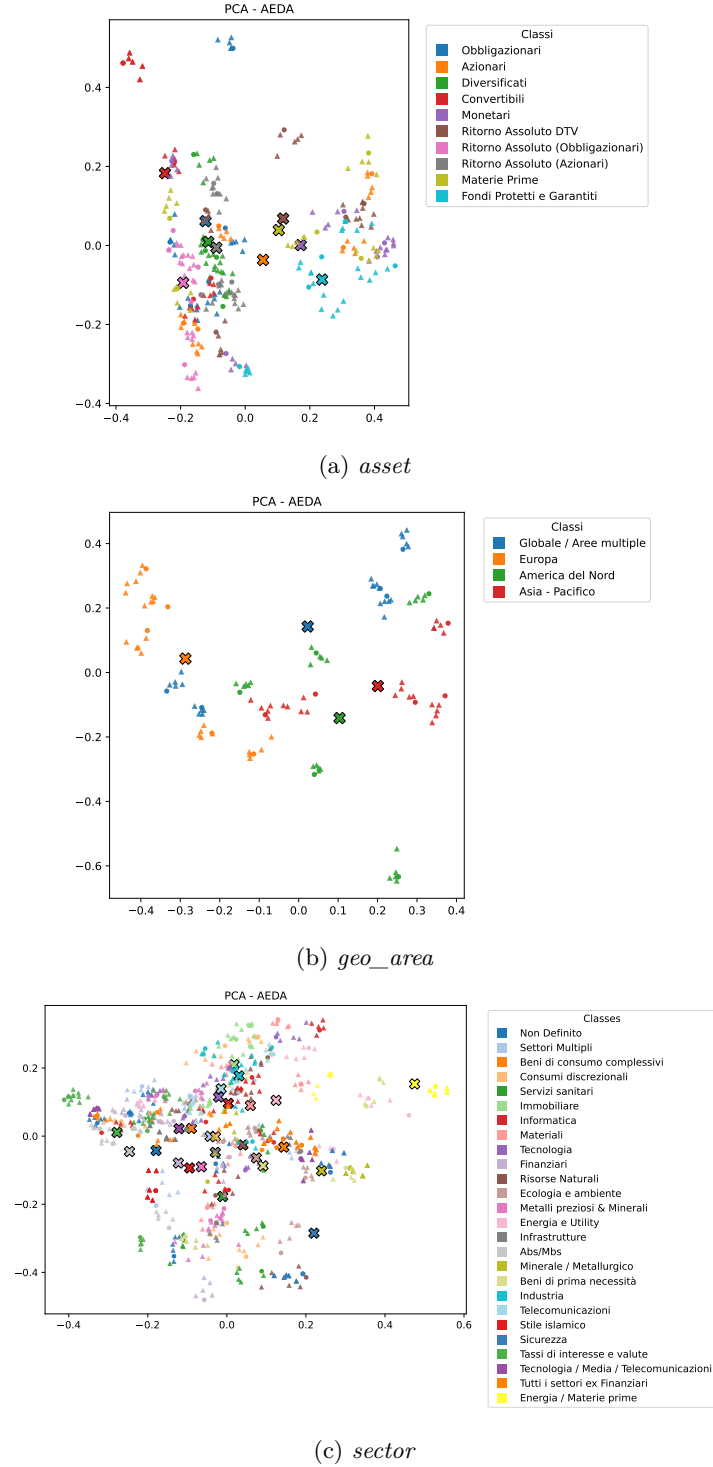 PCA - AEDA
Classi
Obbligazionari
Azionari
Diversificati
Convertibili
Monetari
Ritorno Assoluto DTV
Ritorno Assoluto (Obbligazionari)
Ritorno Assoluto (Azionari)
Materie Prime
Fondi Protetti e Garantiti
0.4
0.2
0.0
−0.2
−0.4
−0.4 −0.2 0.0 0.2 0.4
(a) asset
PCA - AEDA
Classi
Globale / Aree multiple
Europa
America del Nord
Asia - Pacifico
0.4
0.2
0.0
−0.2
−0.4
−0.6
−0.4 −0.3 −0.2 −0.1 0.0 0.1 0.2 0.3 0.4
(b) geo_area
PCA - AEDA
Classes
Non Definito
Settori Multipli
Beni di consumo complessivi
Consumi discrezionali
Servizi sanitari
Immobiliare
Informatica
Materiali
Tecnologia
Finanziari
Risorse Naturali
Ecologia e ambiente
Metalli preziosi & Minerali
Energia e Utility
Infrastrutture
Abs/Mbs
Minerale / Metallurgico
Beni di prima necessità
Industria
Telecomunicazioni
Stile islamico
Sicurezza
Tassi di interesse e valute
Tecnologia / Media / Telecomunicazioni
Tutti i settori ex Finanziari
Energia / Materie prime
0.2
0.0
−0.2
−0.4
−0.4 −0.2 0.0 0.2 0.4 0.6
(c) sector